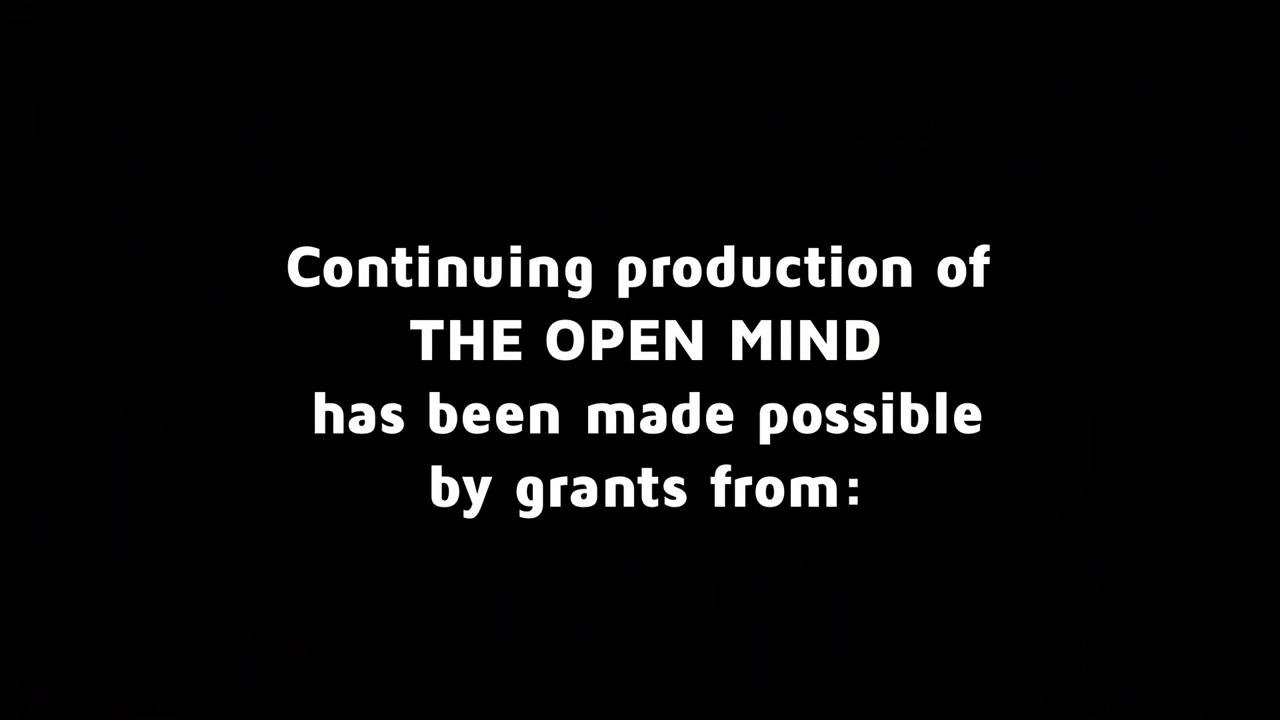 Continuing production of
THE OPEN MIND
has been made possible
by grants from: